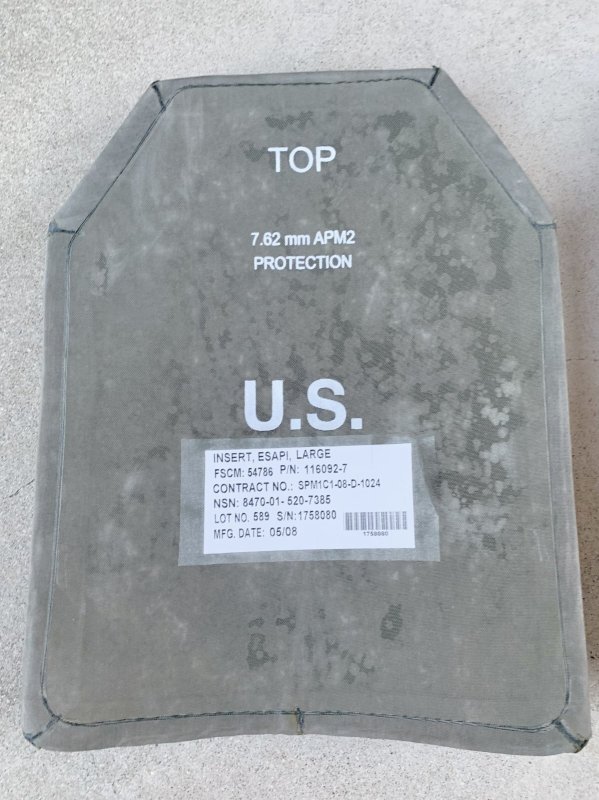 TOP
7.62 mm APM2
PROTECTION
U.S.
INSERT, ESAPI, LARGE
FSCM: 54786 P/N: 116092-7
CONTRACT NO.: SPM1C1-08-D-1024
NSN: 8470-01- 520-7385
LOT NO. 589 S/N:1758080
MFG. DATE: 05/08
1758080